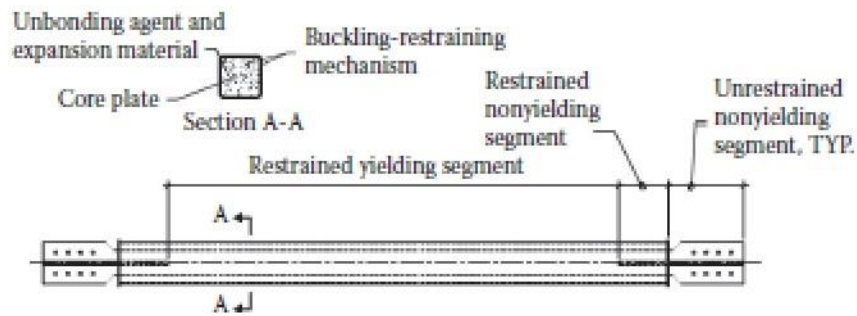 Unbonding agent and
expansion material
Core plate
Buckling-restraining
mechanism
Section A-A
Restrained
nonyielding
segment
Unrestrained
nonyielding
segment, TYP.
Restrained yielding segment
A
A